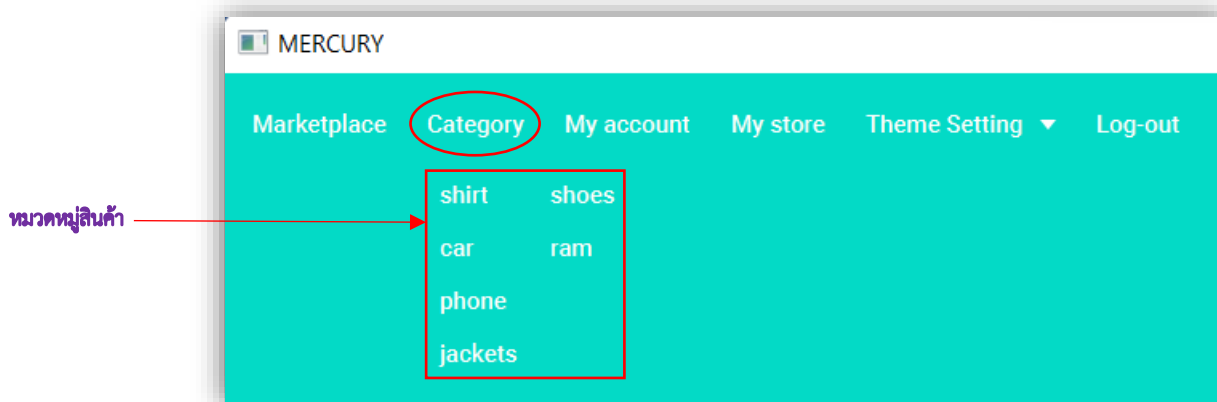 MERCURY
Marketplace Category My account My store Theme Setting Log-out
shirt shoes
หมวดหมู่สินค้า
car ram
phone
jackets